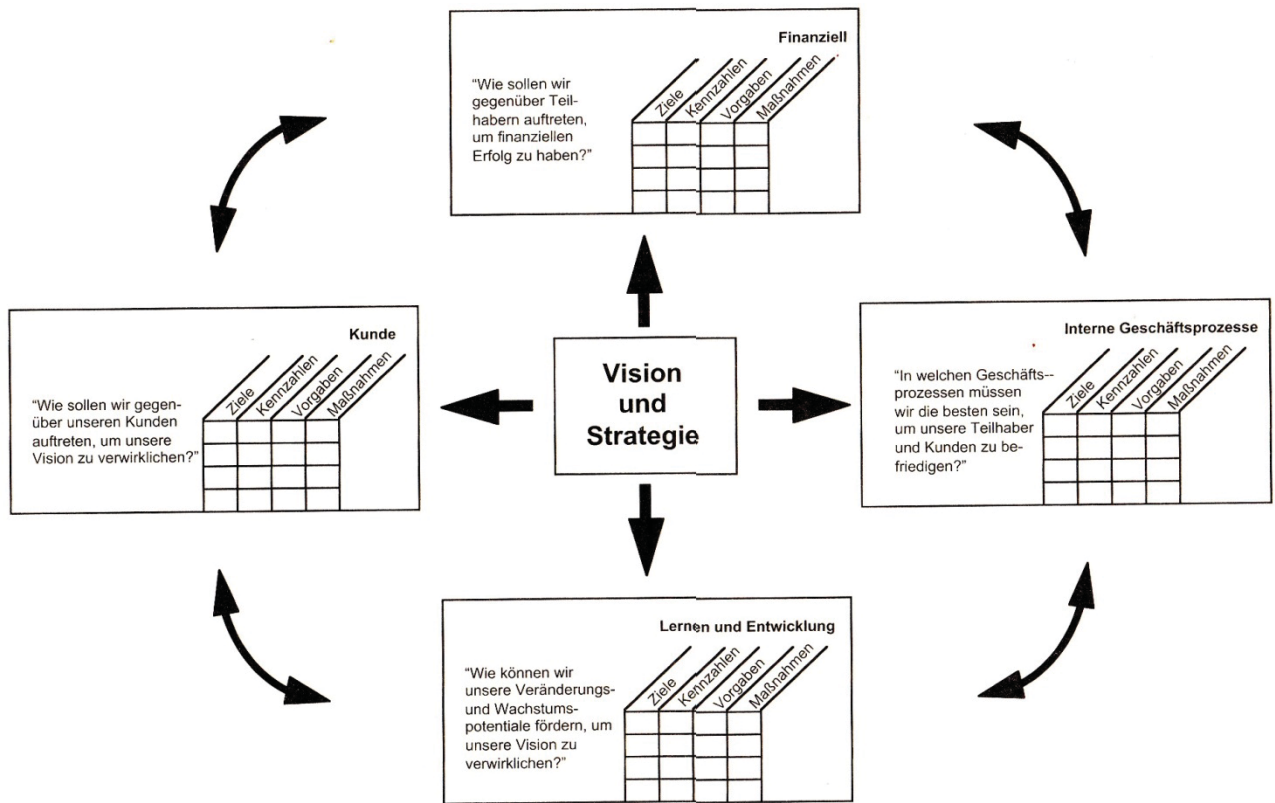 Finanziell
"Wie sollen wir
gegenüber Teil-
habern auftreten,
um finanziellen
Erfolg zu haben?"
Ziele
Kennzahlen
Vorgaben
Maßnahmen
Kunde
"Wie sollen wir gegen-
über unseren Kunden
auftreten, um unsere
Vision zu verwirklichen?"
Ziele
Kennzahlen
Vorgaben
Maßnahmen
Vision
und
Strategie
Interne Geschäftsprozesse
"In welchen Geschäfts--
prozessen müssen
wir die besten sein,
um unsere Teilhaber
und Kunden zu be-
friedigen?"
Ziele
Kennzahlen
Vorgaben
Maßnahmen
Lernen und Entwicklung
"Wie können wir
unsere Veränderungs-
und Wachstums-
potentiale fördern, um
unsere Vision zu
verwirklichen?"
Ziele
Kennzahlen
Vorgaben
Maßnahmen